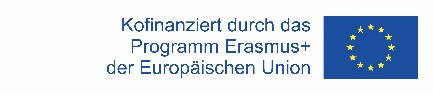 Kofinanziert durch das
Programm Erasmus+
der Europäischen Union